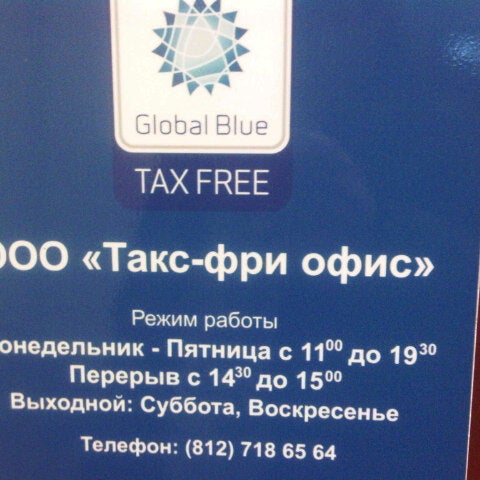 Global Blue
TAX FREE
ООО «Такс-фри офис»
Режим работы
онедельник - Пятница с 11⁰⁰ до 19³⁰
Перерыв с 14³⁰ до 15⁰⁰
Выходной: Суббота, Воскресенье
Телефон: (812) 718 65 64